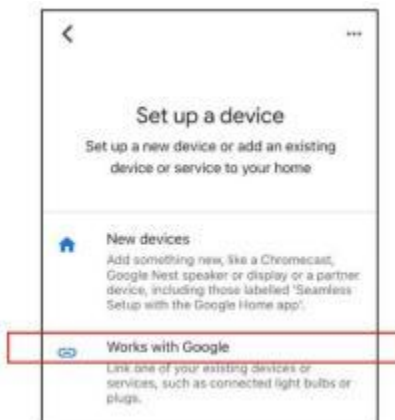 Set up a device
Set up a new device or add an existing
device or service to your home
New devices
Add something new, like a Chromecast,
Google Nest speaker or display or a partner
device, including those labelled 'Seamless
Setup with the Google Home app'.
Works with Google
Link one of your existing devices or
services, such as connected light bulbs or
plugs.